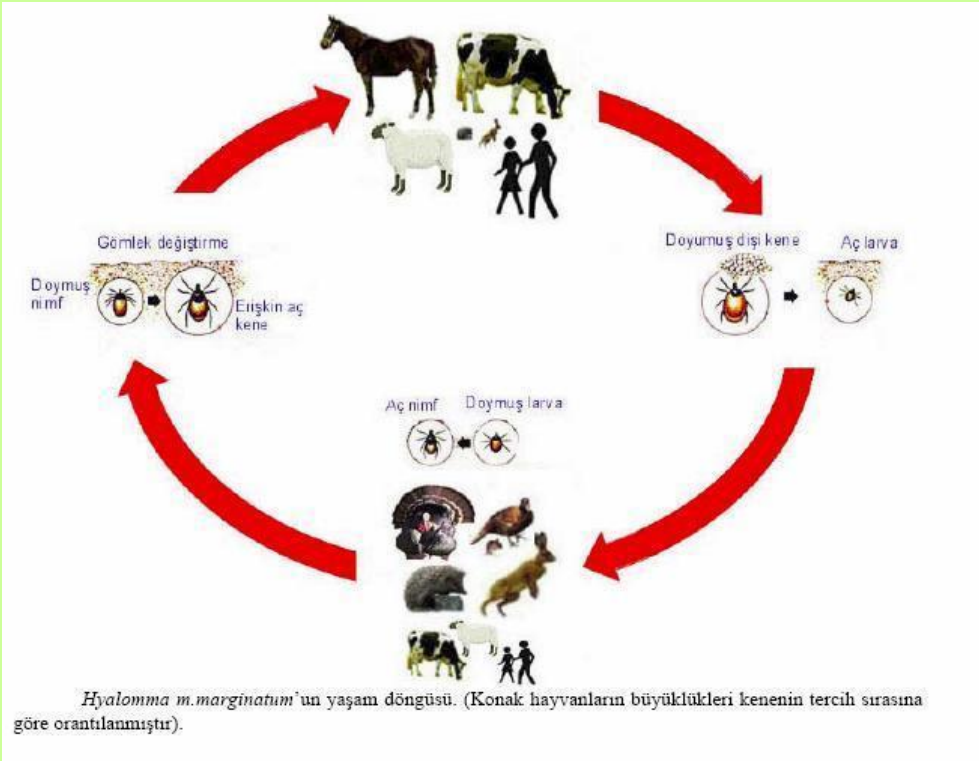 Gömlek değiştirme
Doymuş
nimf
Erişkin aç
kene
Doyumuş dişi kene
Aç larva
Aç nimf
Doymuş larva
Hyalomma m.marginatum'un yaşam döngüsü. (Konak hayvanların büyüklükleri kenenin tercih sırasına
göre orantılanmıştır).